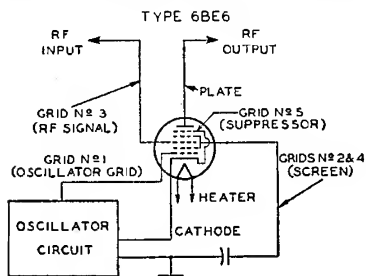 TYPE 6BE6
RF
INPUT
RF
OUTPUT
PLATE
GRID Nº 3
(RF SIGNAL)
GRID Nº 5
(SUPPRESSOR)
GRID Nº 1
(OSCILLATOR GRID)
GRIDS Nº 2 & 4
(SCREEN)
HEATER
CATHODE
OSCILLATOR
CIRCUIT